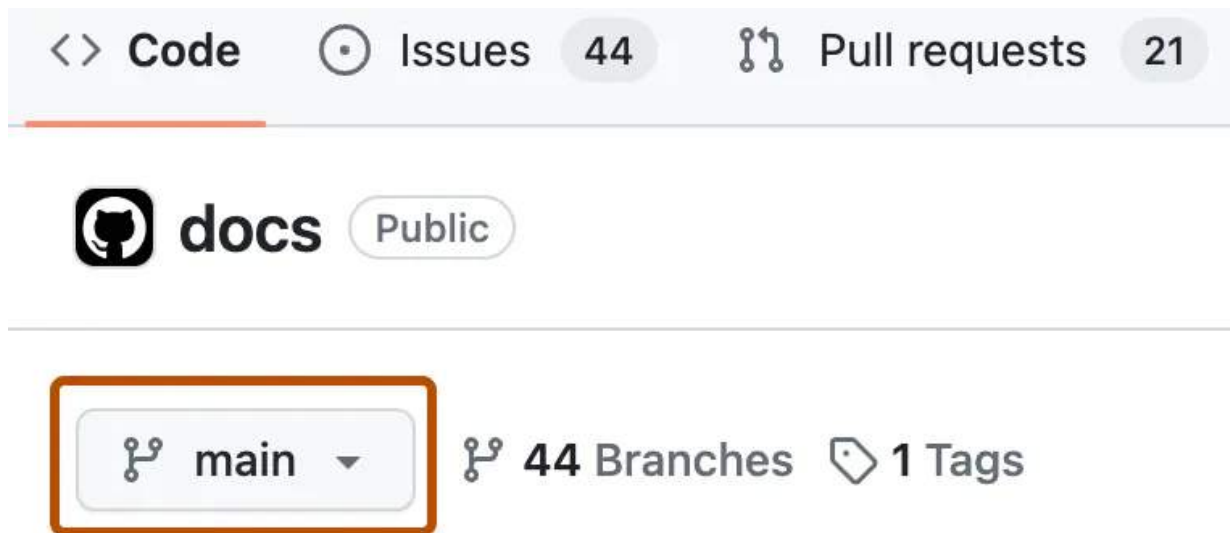 Code Issues 44 Pull requests 21
docs Public
main 44 Branches 1 Tags